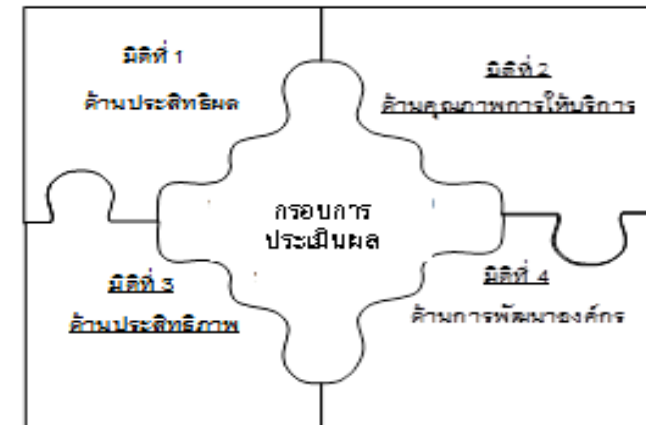 มิติที่ 1
ด้านประสิทธิผล
มิติที่ 2
ด้านคุณภาพการให้บริการ
กรอบการ
ประเมินผล
มิติที่ 3
ด้านประสิทธิภาพ
มิติที่ 4
ด้านการพัฒนาองค์กร